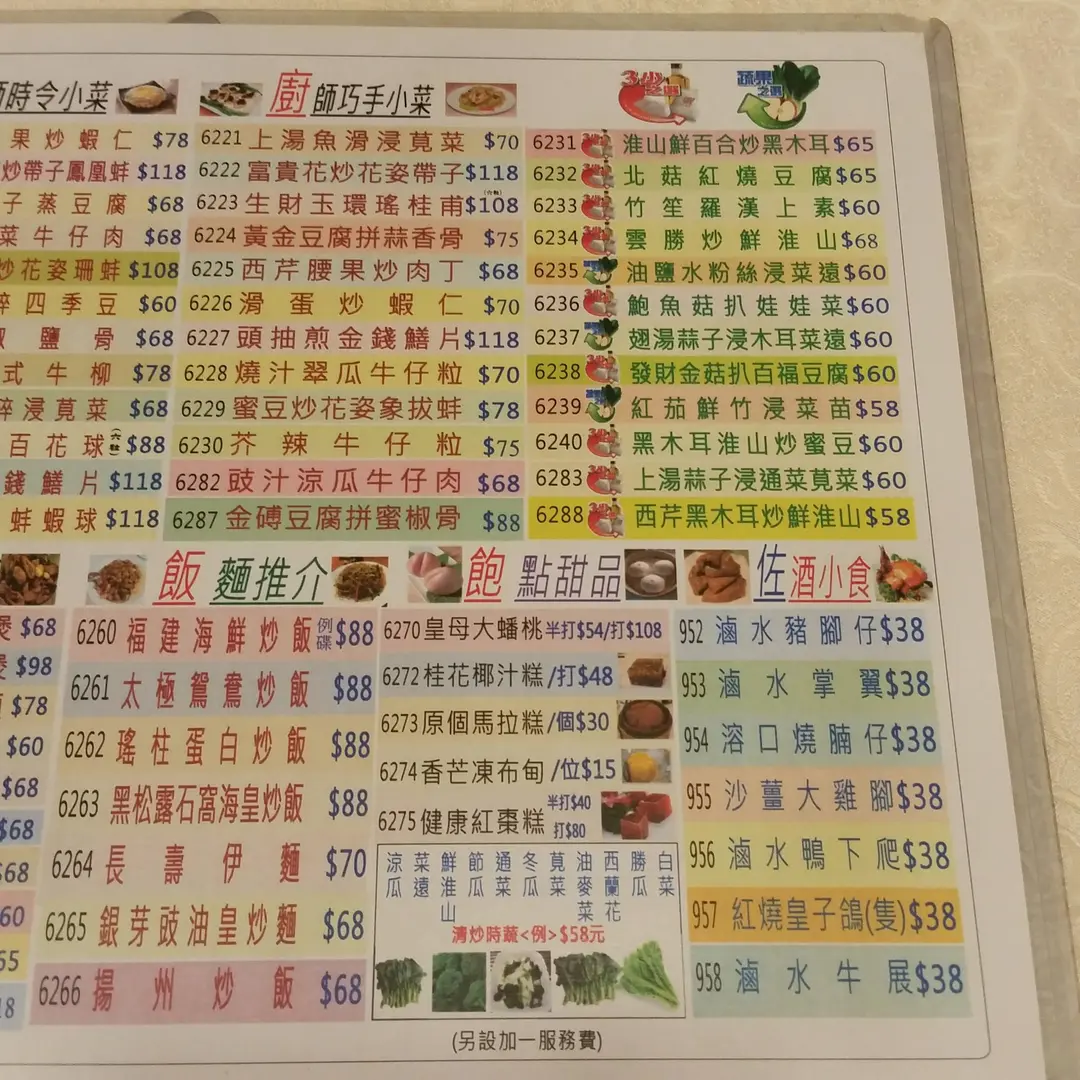 時令小菜
果炒蝦仁 $78
炒帶子鳳凰蚌 $118
子蒸豆腐 $68
菜牛仔肉 $68
炒花姿珊蚌 $108
四季豆 $60
鹽骨 $68
式牛柳 $78
浸莧菜 $68
百花球(六粒) $88
錢鱔片 $118
蚌蝦球 $118
廚師巧手小菜
6221 上湯魚滑浸莧菜 $70
6222 富貴花炒花姿帶子 $118
6223 生財玉環瑤桂甫(六粒) $108
6224 黃金豆腐拼蒜香骨 $75
6225 西芹腰果炒肉丁 $68
6226 滑蛋炒蝦仁 $70
6227 頭抽煎金錢鱔片 $118
6228 燒汁翠瓜牛仔粒 $70
6229 蜜豆炒花姿象拔蚌 $78
6230 芥辣牛仔粒 $75
6282 豉汁涼瓜牛仔肉 $68
6287 金磚豆腐拼蜜椒骨 $88
3少之選
蔬果之選
6231 淮山鮮百合炒黑木耳 $65
6232 北菇紅燒豆腐 $65
6233 竹笙羅漢上素 $60
6234 雲勝炒鮮淮山 $68
6235 油鹽水粉絲浸菜遠 $60
6236 鮑魚菇扒娃娃菜 $60
6237 翅湯蒜子浸木耳菜遠 $60
6238 發財金菇扒百福豆腐 $60
6239 紅茄鮮竹浸菜苗 $58
6240 黑木耳淮山炒蜜豆 $60
6283 上湯蒜子浸通菜莧菜 $60
6288 西芹黑木耳炒鮮淮山 $58
$68
$98
$78
$60
$68
$68
$68
飯麵推介
6260 福建海鮮炒飯 例碟 $88
6261 太極鴛鴦炒飯 $88
6262 瑤柱蛋白炒飯 $88
6263 黑松露石窩海皇炒飯 $88
6264 長壽伊麵 $70
6265 銀芽豉油皇炒麵 $68
6266 揚州炒飯 $68
飽點甜品
6270 皇母大蟠桃 半打$54/打$108
6272 桂花椰汁糕 /打$48
6273 原個馬拉糕 /個$30
6274 香芒凍布甸 /位$15
6275 健康紅棗糕 半打$40 打$80
涼瓜 菜遠 鮮淮山 節瓜 通菜 冬瓜 莧菜 油麥菜 西蘭花 勝瓜 白菜
清炒時蔬<例>$58元
佐酒小食
952 滷水豬腳仔 $38
953 滷水掌翼 $38
954 溶口燒腩仔 $38
955 沙薑大雞腳 $38
956 滷水鴨下爬 $38
957 紅燒皇子鴿(隻) $38
958 滷水牛展 $38
(另設加一服務費)